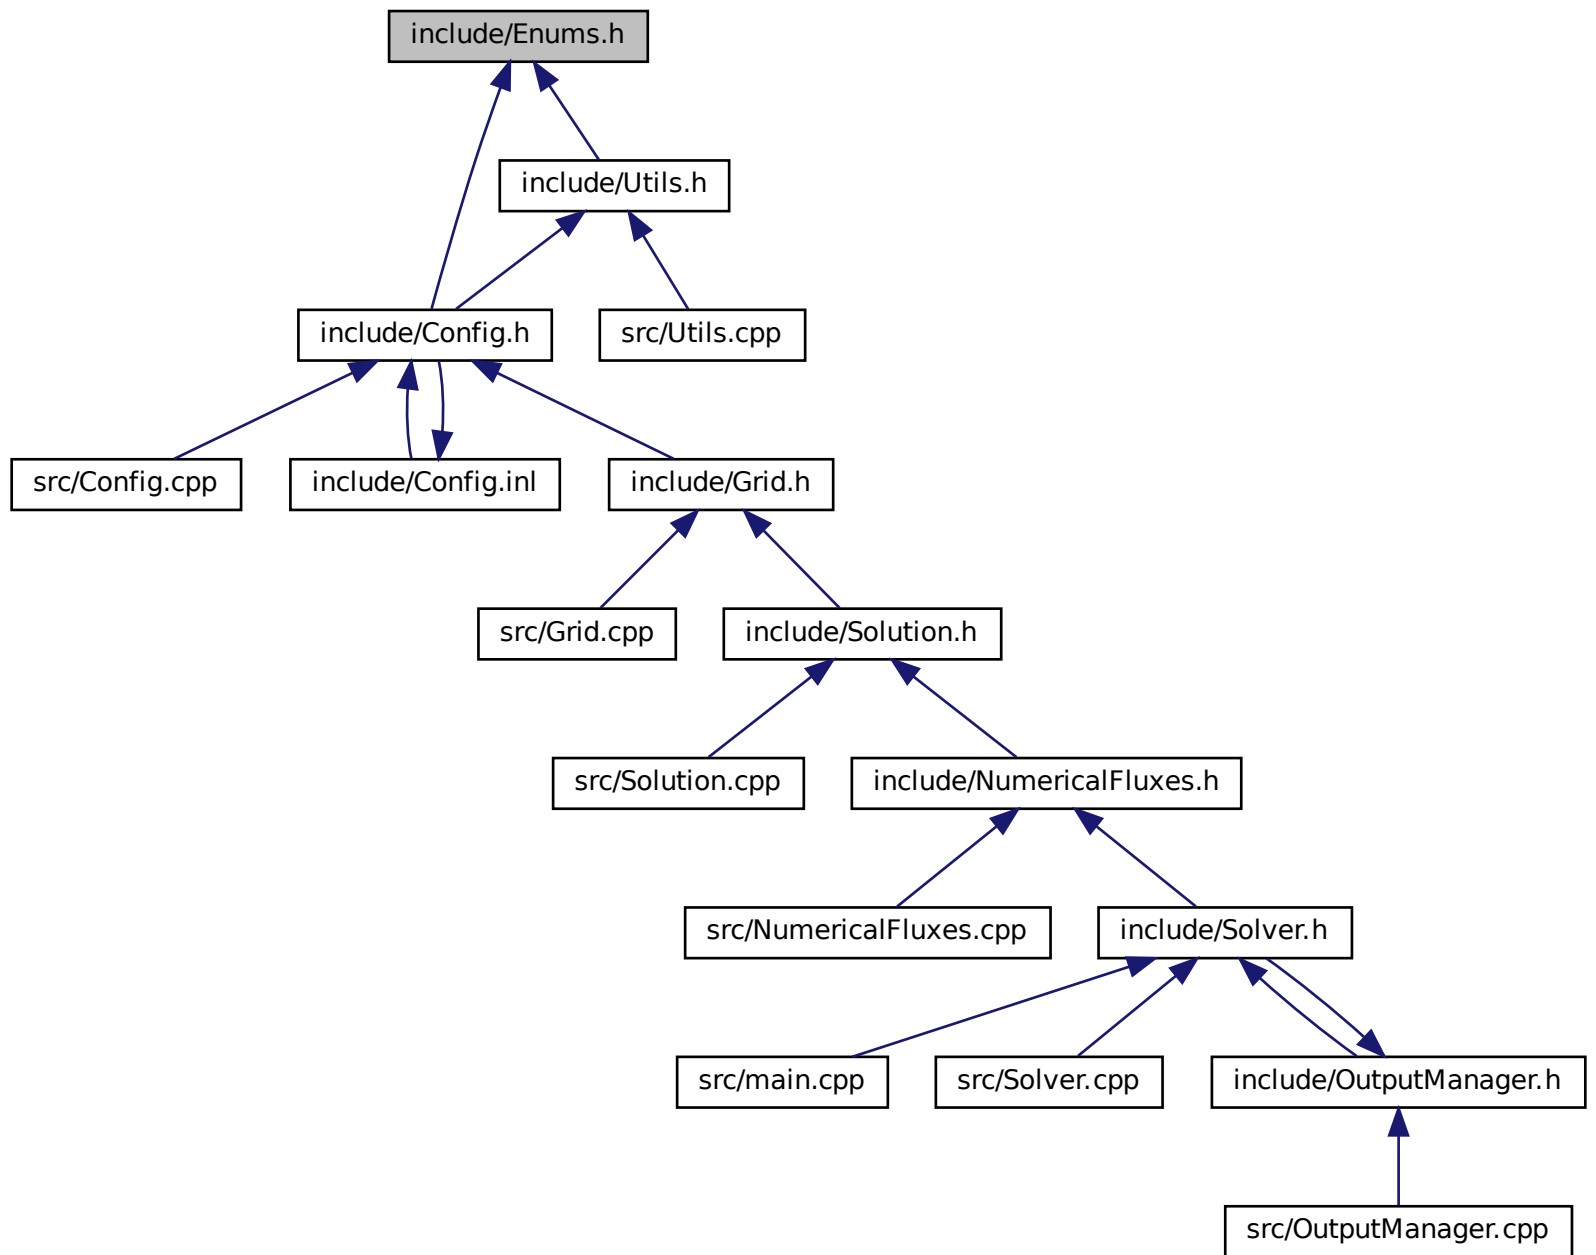 include/Enums.h
include/Utils.h
include/Config.h
src/Utils.cpp
src/Config.cpp
include/Config.inl
include/Grid.h
src/Grid.cpp
include/Solution.h
src/Solution.cpp
include/NumericalFluxes.h
src/NumericalFluxes.cpp
include/Solver.h
src/main.cpp
src/Solver.cpp
include/OutputManager.h
src/OutputManager.cpp